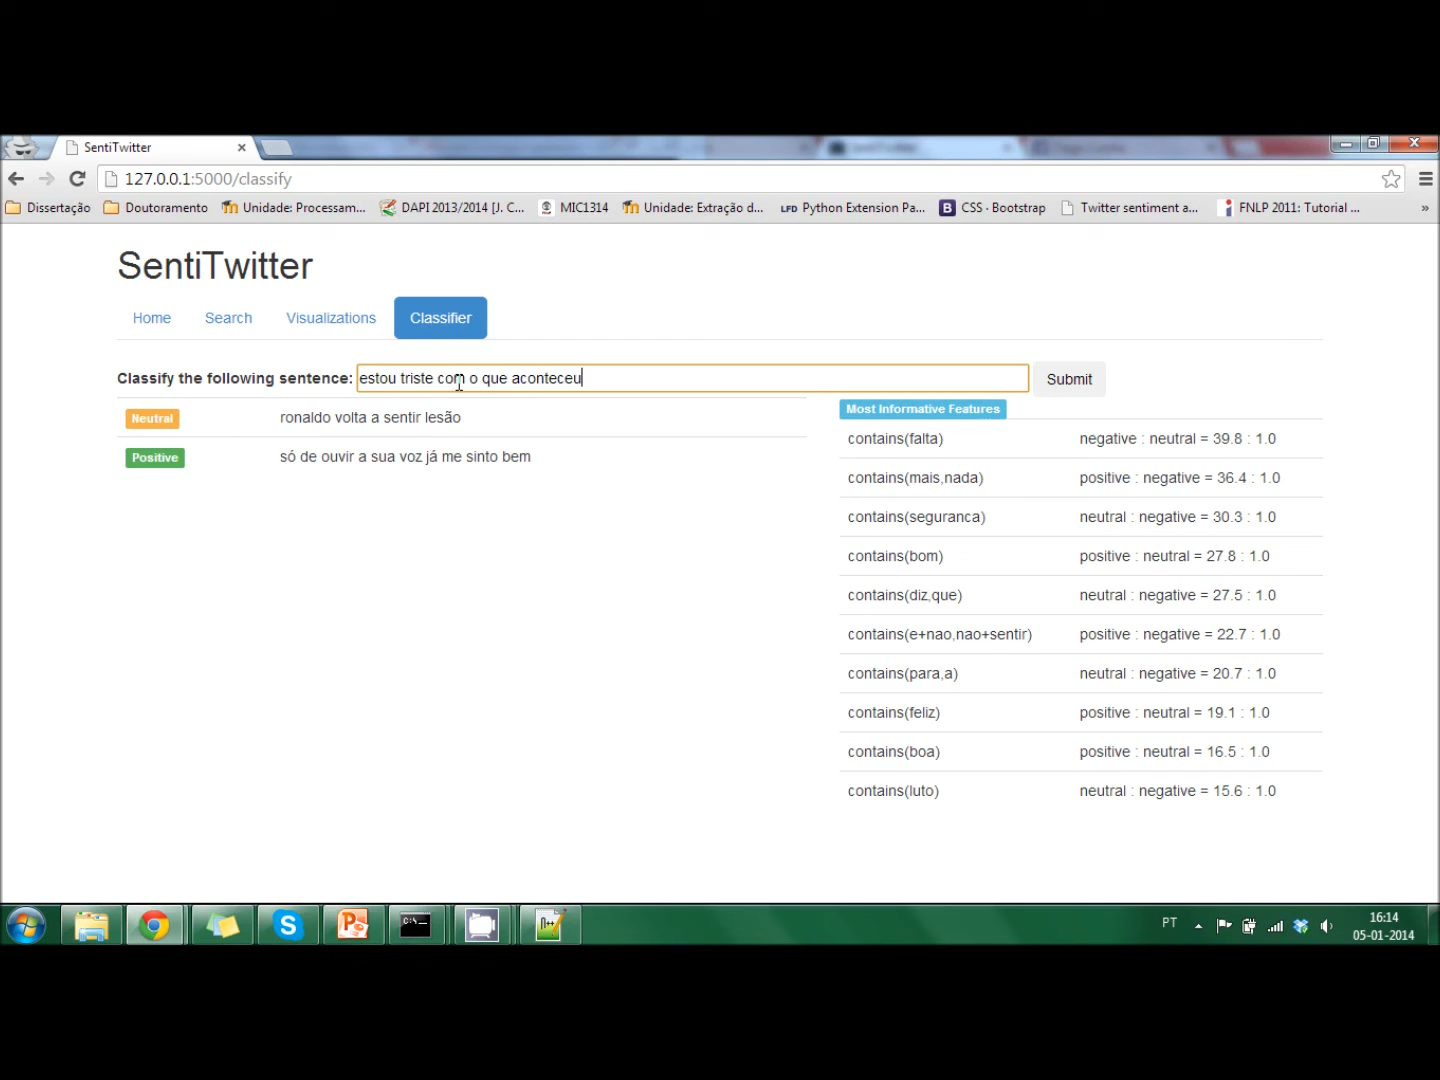 SentiTwitter
127.0.0.1:5000/classify
Dissertação Doutoramento Unidade: Processam... DAPI 2013/2014 [J. C... MIC1314 Unidade: Extração d... LFD Python Extension Pa... B CSS · Bootstrap Twitter sentiment a... FNLP 2011: Tutorial ... »
SentiTwitter
Home Search Visualizations Classifier
Classify the following sentence: estou triste com o que aconteceu Submit
Neutral ronaldo volta a sentir lesão
Positive só de ouvir a sua voz já me sinto bem
Most Informative Features
contains(falta) negative : neutral = 39.8 : 1.0
contains(mais,nada) positive : negative = 36.4 : 1.0
contains(seguranca) neutral : negative = 30.3 : 1.0
contains(bom) positive : neutral = 27.8 : 1.0
contains(diz,que) neutral : negative = 27.5 : 1.0
contains(e+nao,nao+sentir) positive : negative = 22.7 : 1.0
contains(para,a) neutral : negative = 20.7 : 1.0
contains(feliz) positive : neutral = 19.1 : 1.0
contains(boa) positive : neutral = 16.5 : 1.0
contains(luto) neutral : negative = 15.6 : 1.0
PT 16:14
05-01-2014